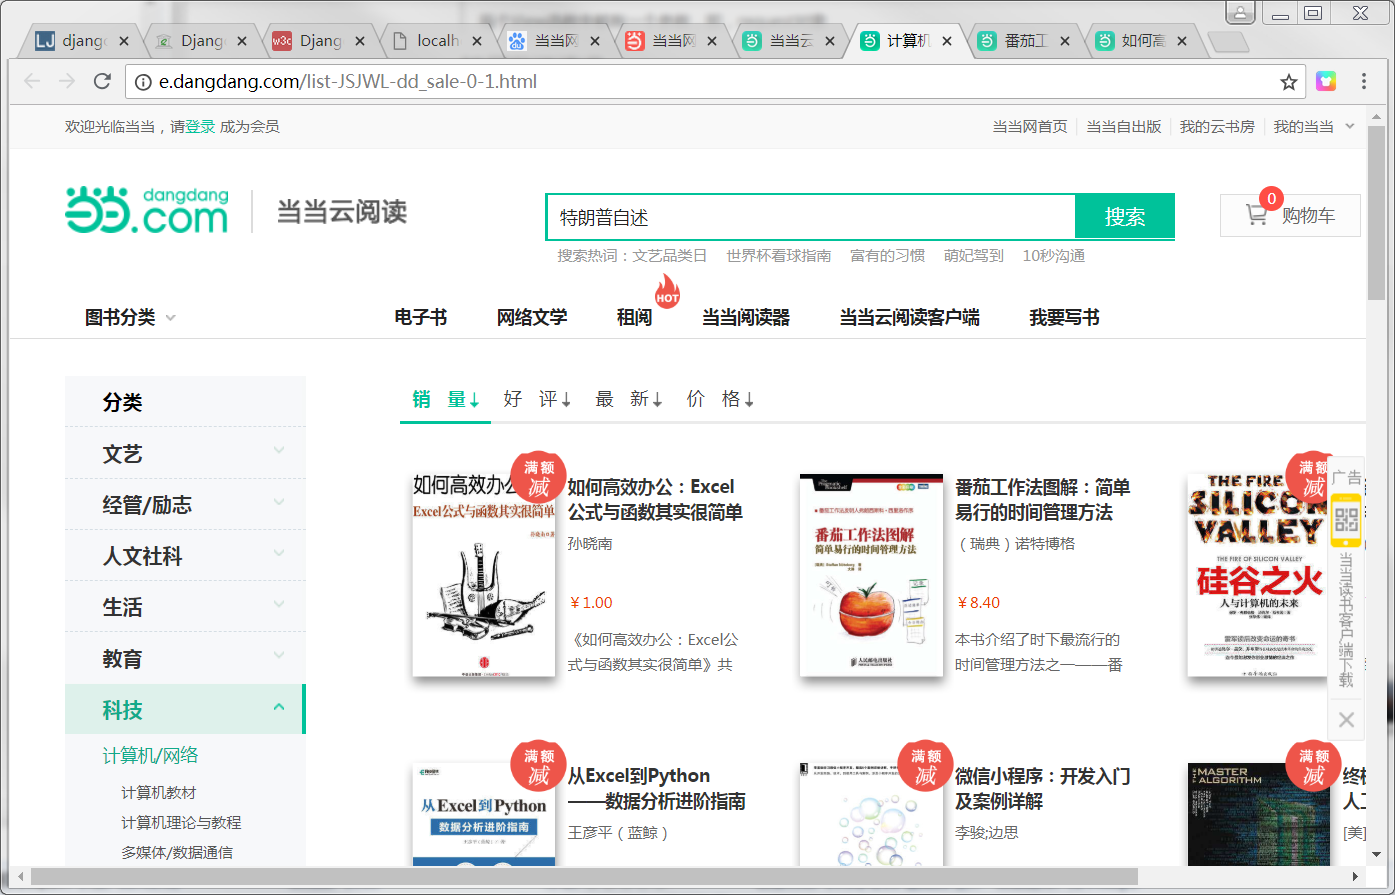 djang
Djang
Djang
localh
当当网
当当网
当当云
计算机
番茄工
如何高
e.dangdang.com/list-JSJWL-dd_sale-0-1.html
欢迎光临当当，请登录 成为会员
当当网首页
当当自出版
我的云书房
我的当当
dangdang
.com
当当云阅读
特朗普自述
搜索
0
购物车
搜索热词：文艺品类日 世界杯看球指南 富有的习惯 萌妃驾到 10秒沟通
HOT
图书分类
电子书
网络文学
租阅
当当阅读器
当当云阅读客户端
我要写书
分类
文艺
经管/励志
人文社科
生活
教育
科技
计算机/网络
计算机教材
计算机理论与教程
多媒体/数据通信
销 量↓
好 评↓
最 新↓
价 格↓
如何高效办公
Excel公式与函数其实很简单
满额
减
如何高效办公：Excel
公式与函数其实很简单
孙晓南
￥1.00
《如何高效办公：Excel公
式与函数其实很简单》共
番茄工作法图解
简单易行的时间管理方法
人民邮电出版社
番茄工作法图解：简单
易行的时间管理方法
（瑞典）诺特博格
￥8.40
本书介绍了时下最流行的
时间管理方法之一——番
THE FIRE
SILICON
VALLEY
THE FIRE OF SILICON VALLEY
硅谷之火
人与计算机的未来
满额
减
广告
当当读书客户端下载
从Excel到Python
数据分析进阶指南
满额
减
从Excel到Python
——数据分析进阶指南
王彦平（蓝鲸）
满额
减
微信小程序：开发入门
及案例详解
李骏;边思
MASTER
ALGORITHM
满额
减
终极
人工
[美]